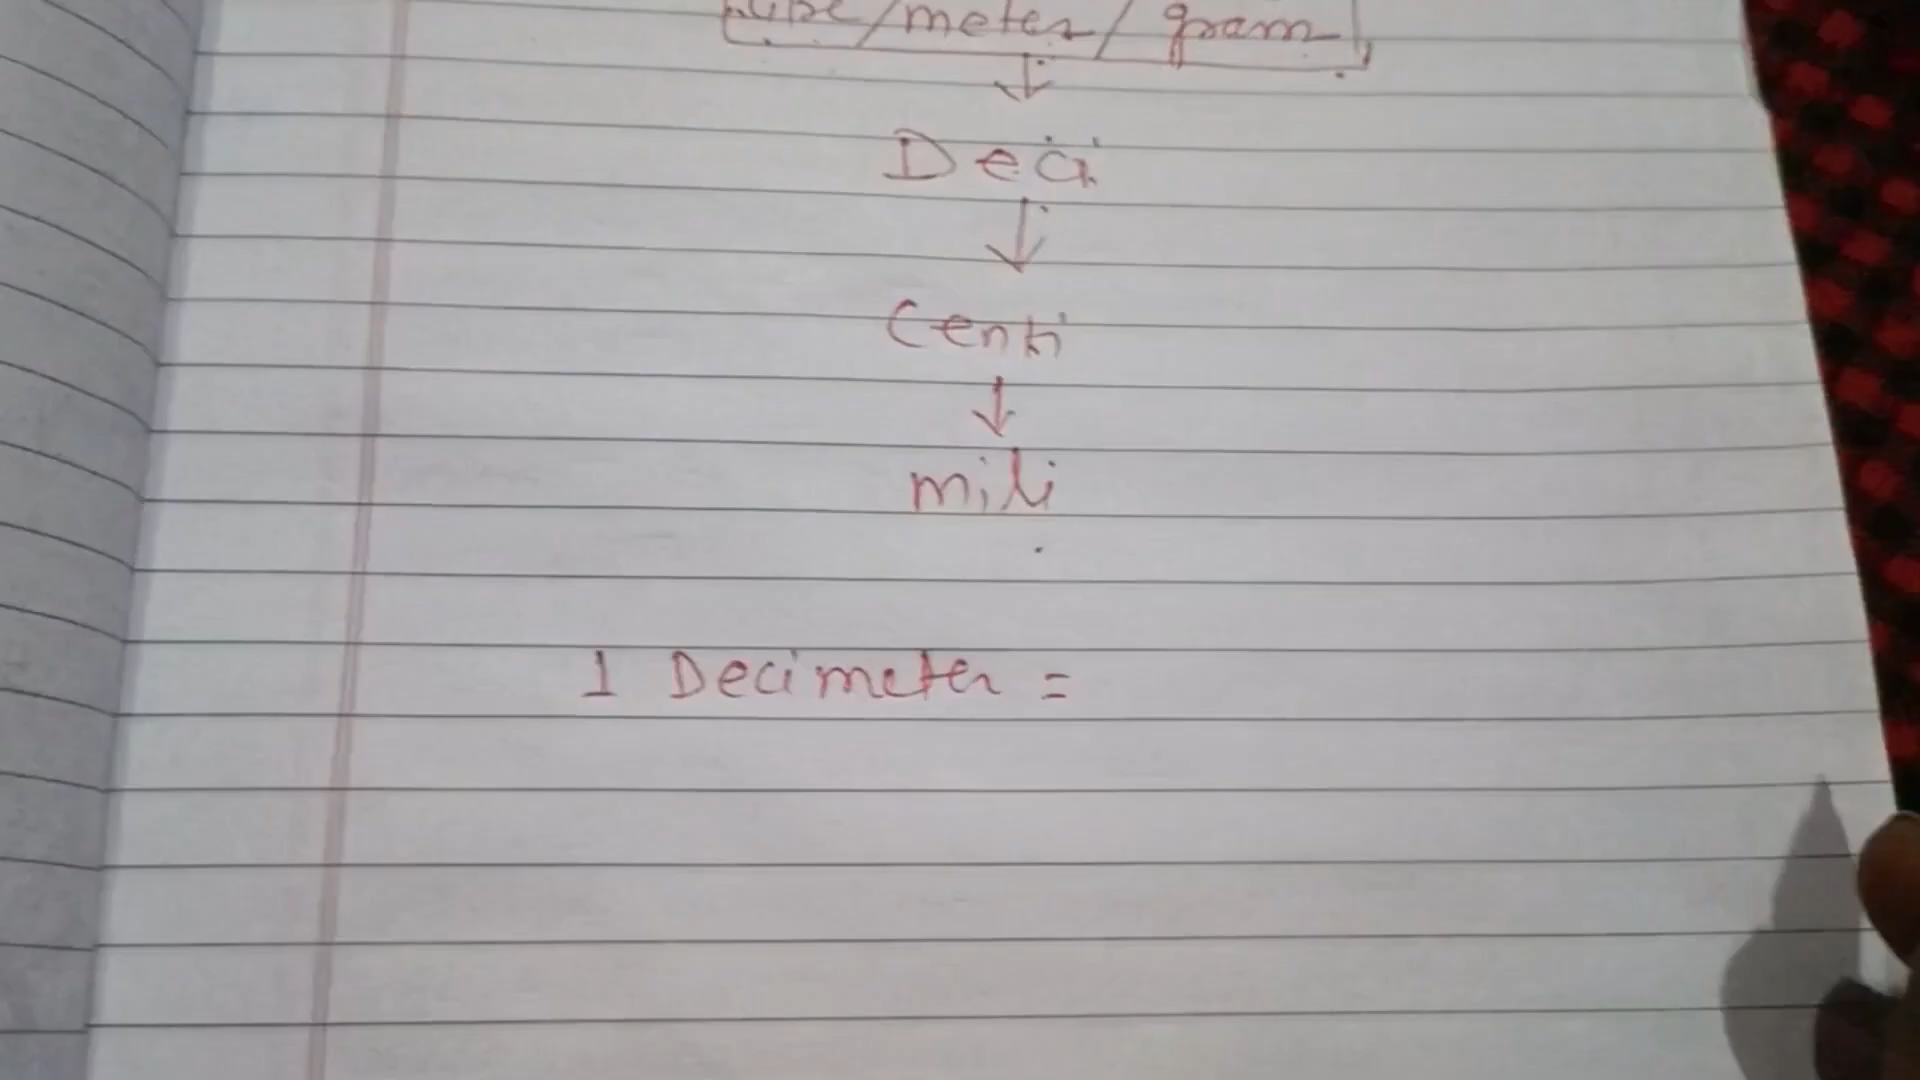 /meter/gram
↓
Deci
↓
Centi
↓
mili
1 Decimeter =